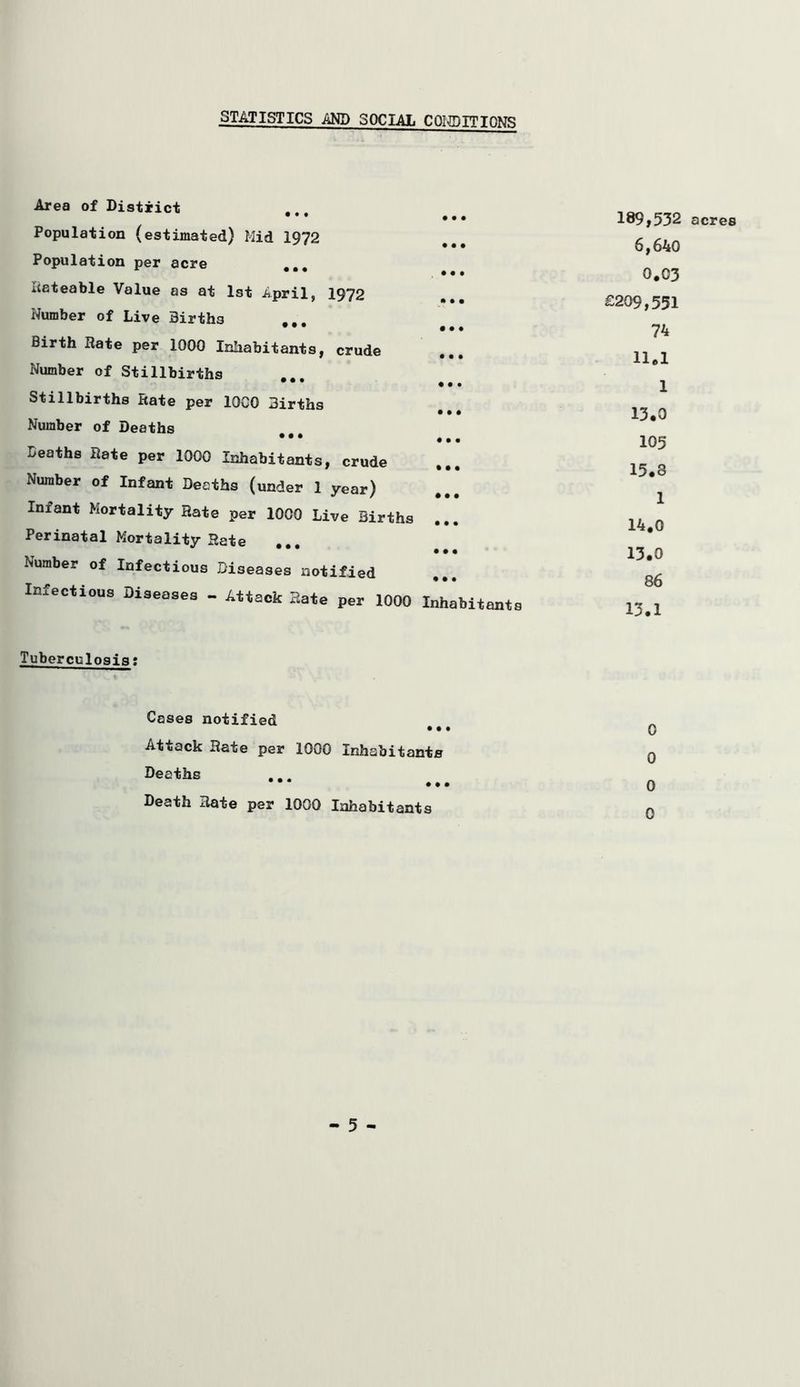 STATISTICS AND SOCIAL CONDITIONS
Area of District ... ... 189,532 acres
Population (estimated) Mid 1972 ... 6,640
Population per acre ... ... 0.03
Rateable Value as at 1st April, 1972 ... £209,551
Number of Live Births ... ... 74
Birth Rate per 1000 Inhabitants, crude ... 11.1
Number of Stillbirths ... ... 1
Stillbirths Rate per 1000 Births ... 13.0
Number of Deaths ... ... 105
Deaths Rate per 1000 Inhabitants, crude ... 15.8
Number of Infant Deaths (under 1 year) ... 1
Infant Mortality Rate per 1000 Live Births ... 14.0
Perinatal Mortality Rate ... ... 13.0
Number of Infectious Diseases notified ... 86
Infectious Diseases - Attack Rate per 1000 Inhabitants 13.1
Tuberculosis:
Cases notified ... 0
Attack Rate per 1000 Inhabitants 0
Deaths ... ... 0
Death Rate per 1000 Inhabitants 0
- 5 -